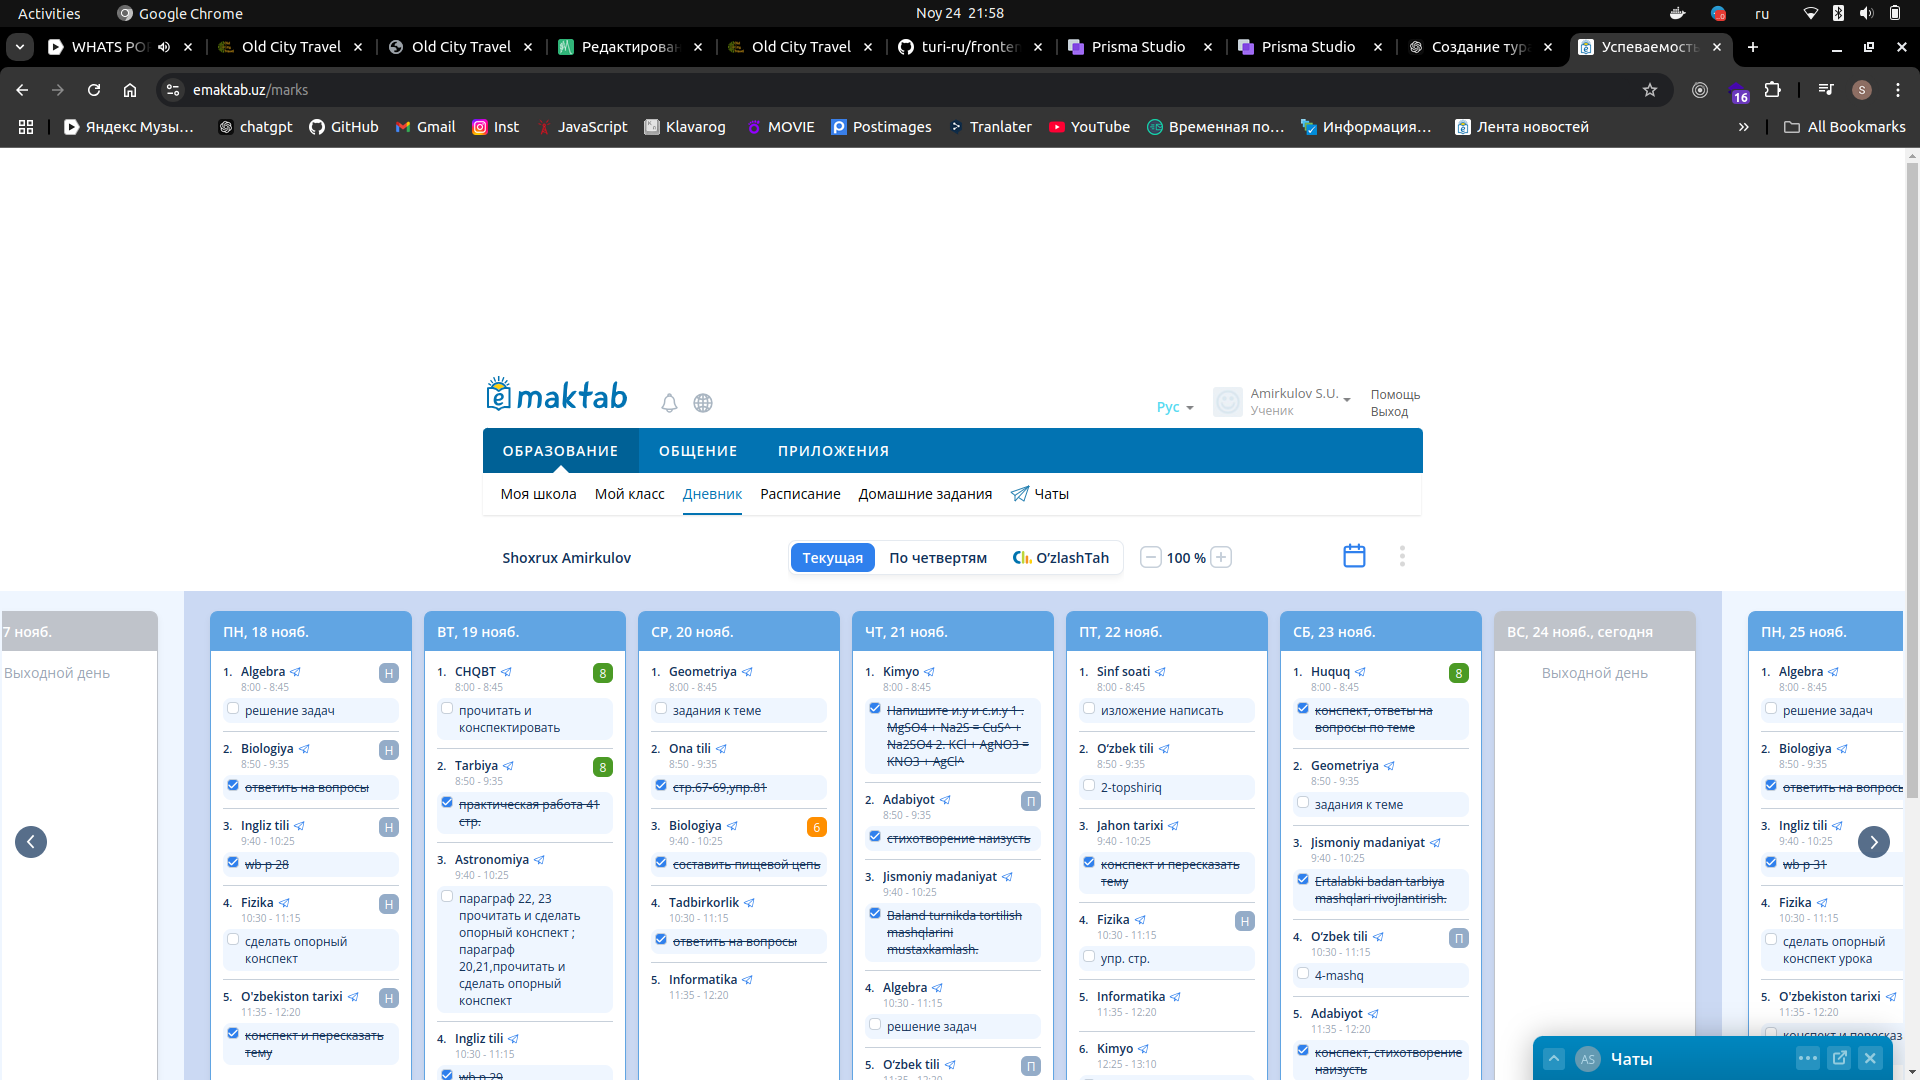 Activities
Google Chrome
Noy 24 21:58
ru
WHATS POP
Old City Travel
Old City Travel
Редактирован
Old City Travel
turi-ru/fronten
Prisma Studio
Prisma Studio
Создание тура
Успеваемость
emaktab.uz/marks
16
S
Яндекс Музы...
chatgpt
GitHub
Gmail
Inst
JavaScript
Klavarog
MOVIE
Postimages
Tranlater
YouTube
Временная по...
Информация...
Лента новостей
All Bookmarks
maktab
Рус
Amirkulov S.U.
Ученик
Помощь
Выход
ОБРАЗОВАНИЕ
ОБЩЕНИЕ
ПРИЛОЖЕНИЯ
Моя школа
Мой класс
Дневник
Расписание
Домашние задания
Чаты
Shoxrux Amirkulov
Текущая
По четвертям
O'zlashTah
100 %
7 нояб.
Выходной день
ПН, 18 нояб.
1. Algebra Н
8:00 - 8:45
решение задач
2. Biologiya Н
8:50 - 9:35
ответить на вопросы
3. Ingliz tili Н
9:40 - 10:25
wb p 28
4. Fizika Н
10:30 - 11:15
сделать опорный
конспект
5. O'zbekiston tarixi Н
11:35 - 12:20
конспект и пересказать
тему
ВТ, 19 нояб.
1. CHQBT 8
8:00 - 8:45
прочитать и
конспектировать
2. Tarbiya 8
8:50 - 9:35
практическая работа 41
стр.
3. Astronomiya
9:40 - 10:25
параграф 22, 23
прочитать и сделать
опорный конспект ;
параграф
20,21,прочитать и
сделать опорный
конспект
4. Ingliz tili
10:30 - 11:15
wb p 29
СР, 20 нояб.
1. Geometriya
8:00 - 8:45
задания к теме
2. Ona tili
8:50 - 9:35
стр.67-69,упр.81
3. Biologiya 6
9:40 - 10:25
составить пищевой цепь
4. Tadbirkorlik
10:30 - 11:15
ответить на вопросы
5. Informatika
11:35 - 12:20
ЧТ, 21 нояб.
1. Kimyo
8:00 - 8:45
Напишите и.у и с.и.у 1 .
MgSO4 + Na2S = CuS^ +
Na2SO4 2. KCl + AgNO3 =
KNO3 + AgCl^
2. Adabiyot П
8:50 - 9:35
стихотворение наизусть
3. Jismoniy madaniyat
9:40 - 10:25
Baland turnikda tortilish
mashqlarini
mustaxkamlash.
4. Algebra
10:30 - 11:15
решение задач
5. O'zbek tili П
11:35 - 12:20
ПТ, 22 нояб.
1. Sinf soati
8:00 - 8:45
изложение написать
2. O'zbek tili
8:50 - 9:35
2-topshiriq
3. Jahon tarixi
9:40 - 10:25
конспект и пересказать
тему
4. Fizika Н
10:30 - 11:15
упр. стр.
5. Informatika
11:35 - 12:20
6. Kimyo
12:25 - 13:10
СБ, 23 нояб.
1. Huquq 8
8:00 - 8:45
конспект, ответы на
вопросы по теме
2. Geometriya
8:50 - 9:35
задания к теме
3. Jismoniy madaniyat
9:40 - 10:25
Ertalabki badan tarbiya
mashqlari rivojlantirish.
4. O'zbek tili П
10:30 - 11:15
4-mashq
5. Adabiyot
11:35 - 12:20
конспект, стихотворение
наизусть
ВС, 24 нояб., сегодня
Выходной день
ПН, 25 нояб.
1. Algebra
8:00 - 8:45
решение задач
2. Biologiya
8:50 - 9:35
ответить на вопросы
3. Ingliz tili
9:40 - 10:25
wb p 31
4. Fizika
10:30 - 11:15
сделать опорный
конспект урока
5. O'zbekiston tarixi
11:35 - 12:20
конспект и пересказ
AS
Чаты